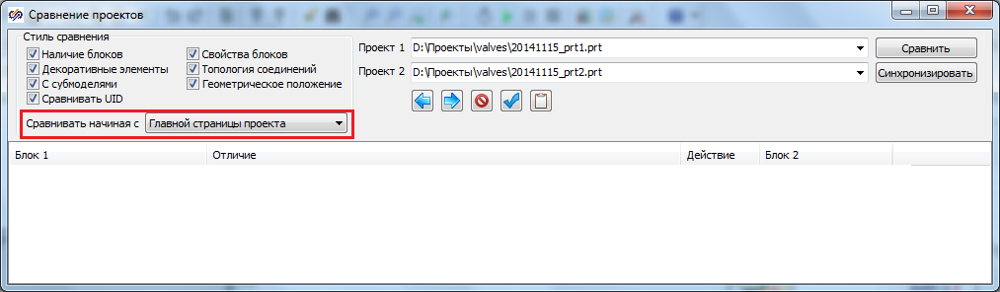 Сравнение проектов
Стиль сравнения
Наличие блоков
Свойства блоков
Декоративные элементы
Топология соединений
С субмоделями
Геометрическое положение
Сравнивать UID
Сравнивать начиная с Главной страницы проекта
Проект 1 D:\Проекты\valves\20141115_prt1.prt Сравнить
Проект 2 D:\Проекты\valves\20141115_prt2.prt Синхронизировать
Блок 1 Отличие Действие Блок 2